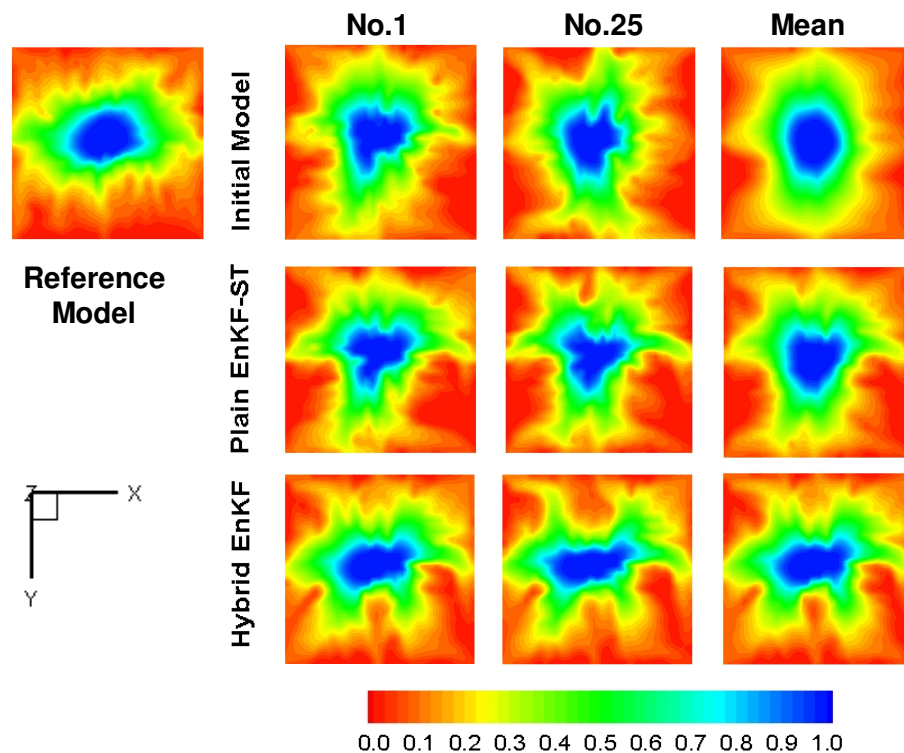 No.1 No.25 Mean
Initial Model
Reference
Model
Plain EnKF-ST
Z X
Y
Hybrid EnKF
0.0 0.1 0.2 0.3 0.4 0.5 0.6 0.7 0.8 0.9 1.0